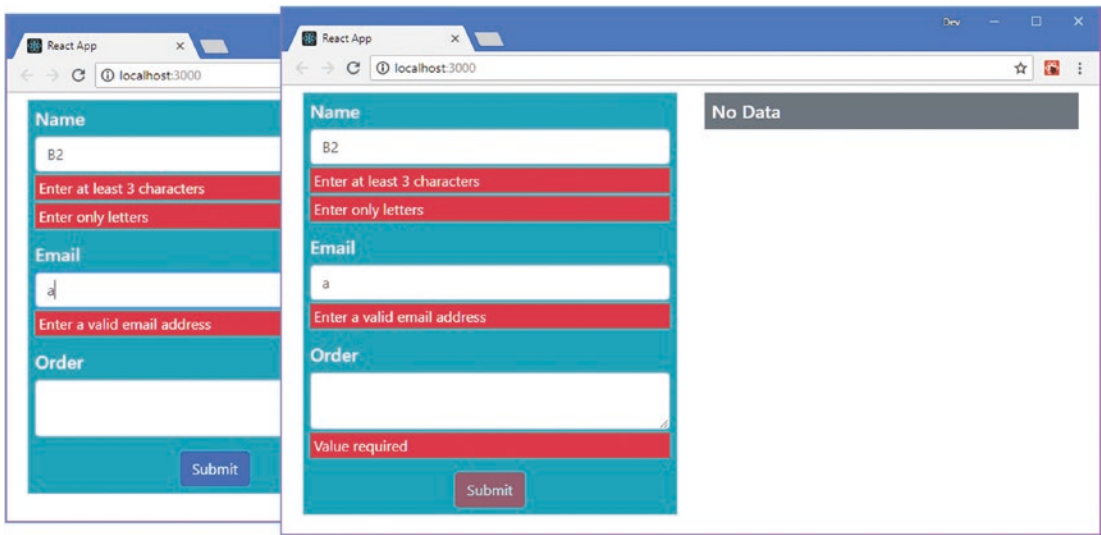 React App
localhost:3000
Name
B2
Enter at least 3 characters
Enter only letters
Email
a
Enter a valid email address
Order
Submit
Dev
React App
localhost:3000
Name
B2
Enter at least 3 characters
Enter only letters
Email
a
Enter a valid email address
Order
Value required
Submit
No Data